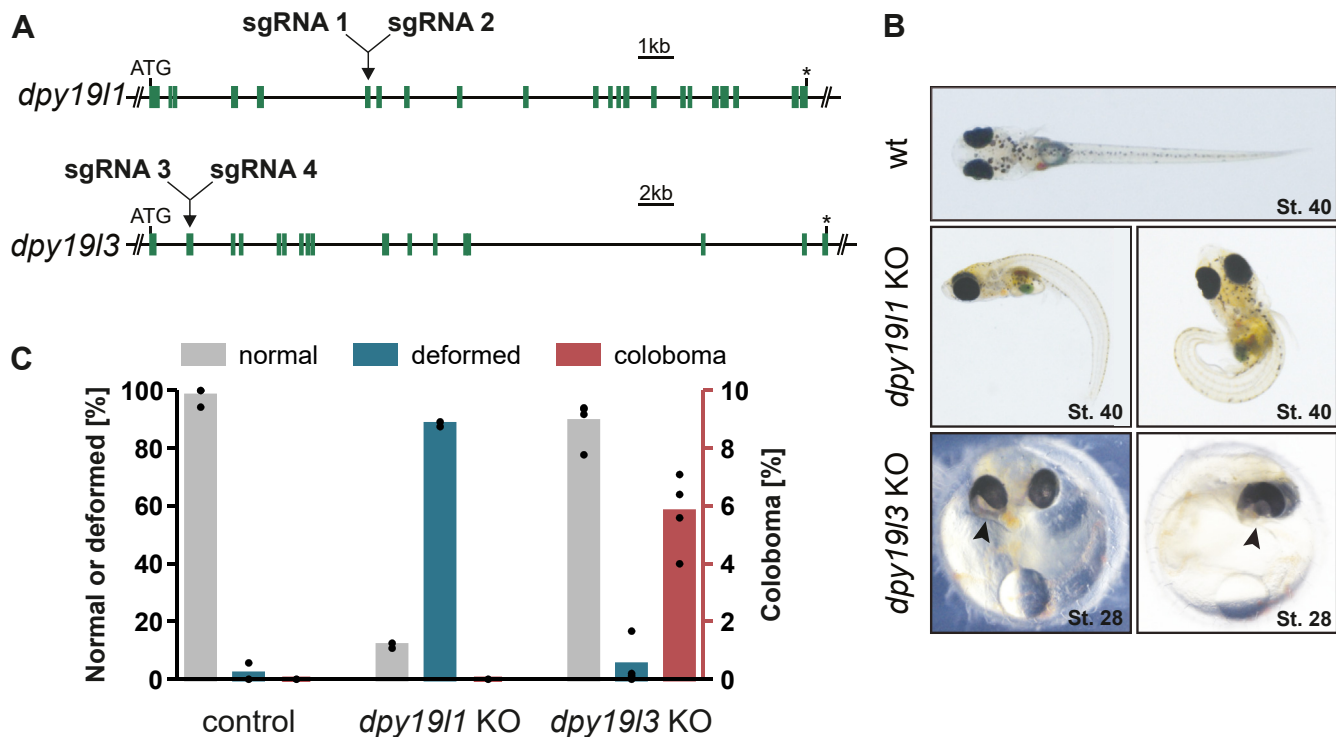 A
sgRNA 1 sgRNA 2
1kb
ATG
*
dpy19l1
//
//
sgRNA 3 sgRNA 4
2kb
ATG
*
dpy19l3
//
//
B
wt
St. 40
dpy19l1 KO
St. 40
St. 40
dpy19l3 KO
St. 28
St. 28
C
normal deformed coloboma
Normal or deformed [%]
100
80
60
40
20
0
10
8
6
4
2
0
Coloboma [%]
control dpy19l1 KO dpy19l3 KO